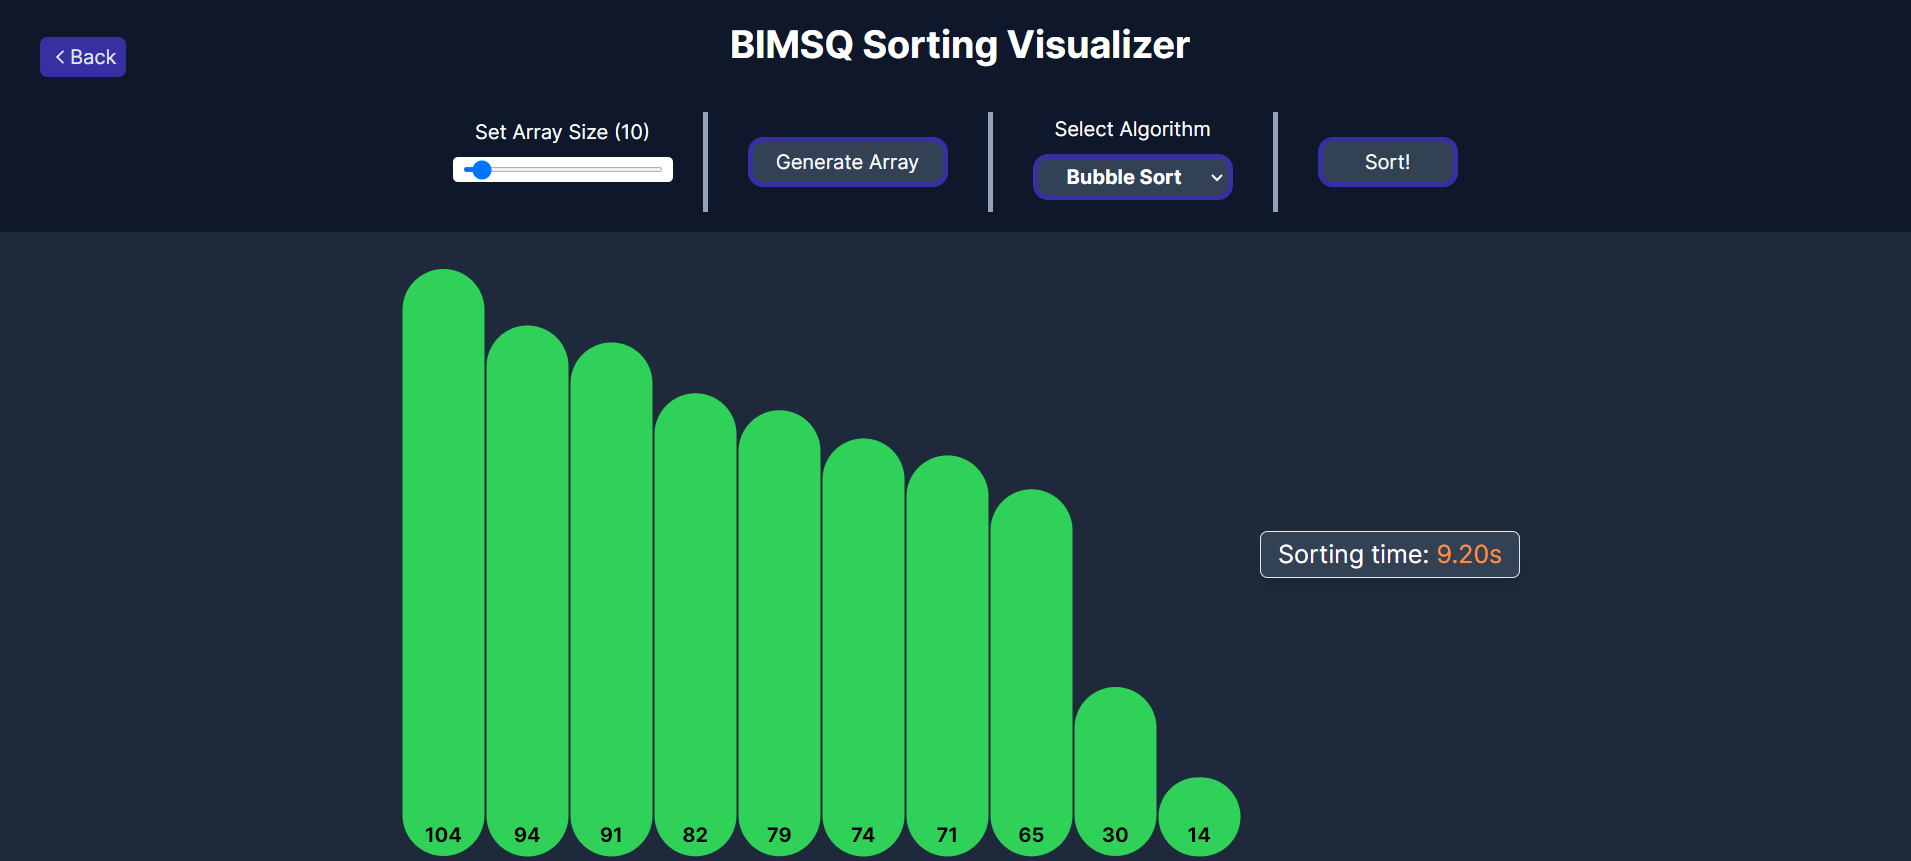 Back
BIMSQ Sorting Visualizer
Set Array Size (10)
Generate Array
Select Algorithm
Bubble Sort
Sort!
Sorting time: 9.20s
104 94 91 82 79 74 71 65 30 14